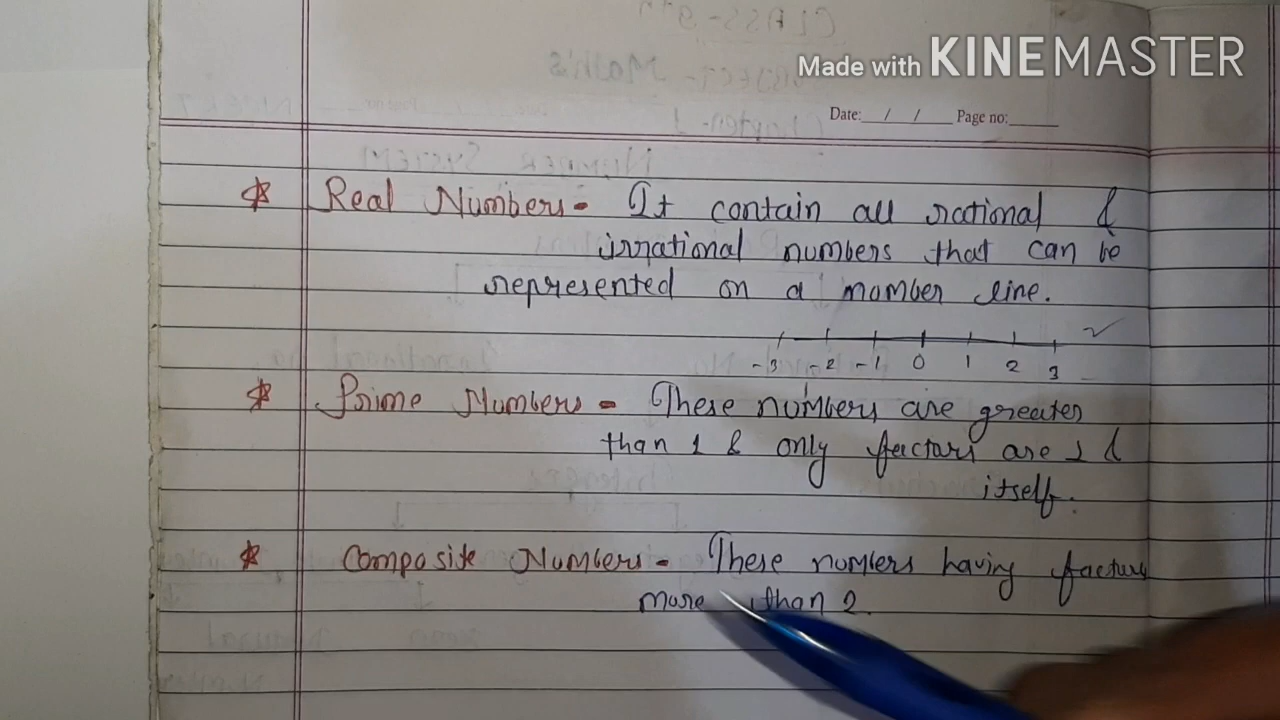 Made with KINEMASTER
Date: / / Page no:
* Real Numbers - It contain all rational &
irrational numbers that can be
represented on a number line.
-3 -2 -1 0 1 2 3
* Prime Numbers - These numbers are greater
than 1 & only factors are 1 &
itself.
* Composite Numbers - These numbers having factors
more than 2.